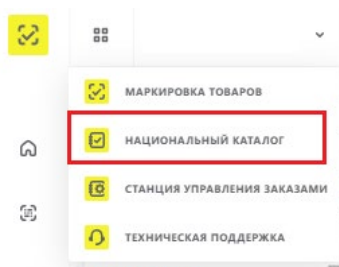 МАРКИРОВКА ТОВАРОВ
НАЦИОНАЛЬНЫЙ КАТАЛОГ
СТАНЦИЯ УПРАВЛЕНИЯ ЗАКАЗАМИ
ТЕХНИЧЕСКАЯ ПОДДЕРЖКА